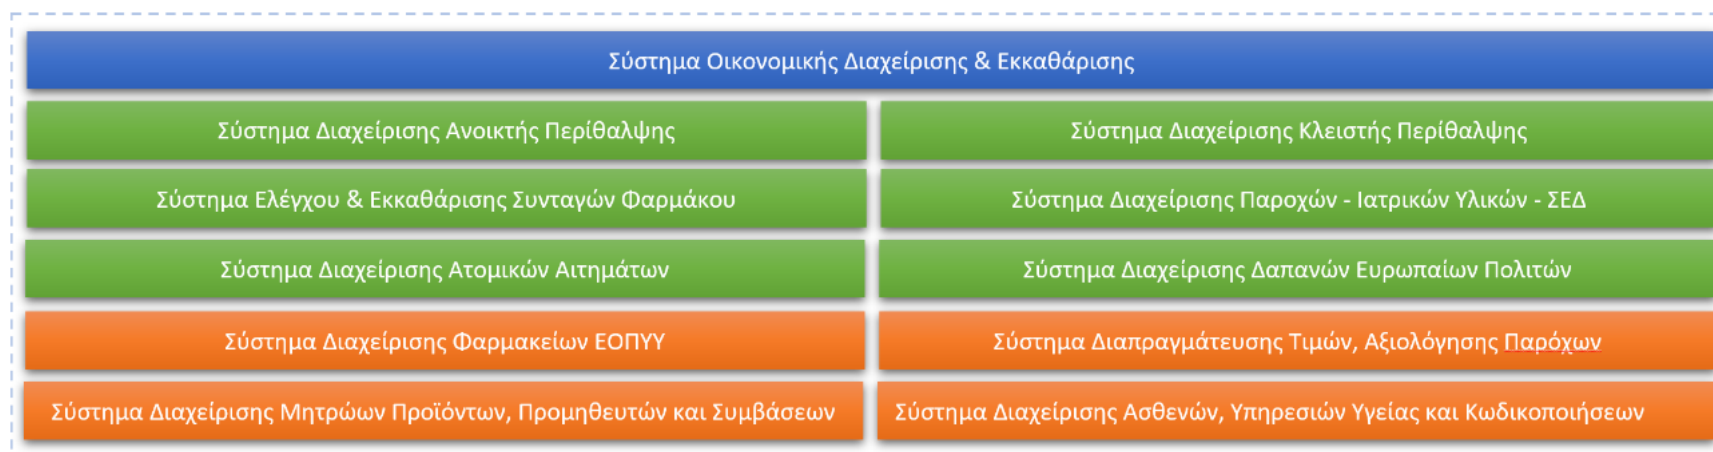 Σύστημα Οικονομικής Διαχείρισης & Εκκαθάρισης
Σύστημα Διαχείρισης Ανοικτής Περίθαλψης
Σύστημα Διαχείρισης Κλειστής Περίθαλψης
Σύστημα Ελέγχου & Εκκαθάρισης Συνταγών Φαρμάκου
Σύστημα Διαχείρισης Παροχών - Ιατρικών Υλικών - ΣΕΔ
Σύστημα Διαχείρισης Ατομικών Αιτημάτων
Σύστημα Διαχείρισης Δαπανών Ευρωπαίων Πολιτών
Σύστημα Διαχείρισης Φαρμακείων ΕΟΠΥΥ
Σύστημα Διαπραγμάτευσης Τιμών, Αξιολόγησης Παρόχων
Σύστημα Διαχείρισης Μητρώων Προϊόντων, Προμηθευτών και Συμβάσεων
Σύστημα Διαχείρισης Ασθενών, Υπηρεσιών Υγείας και Κωδικοποιήσεων